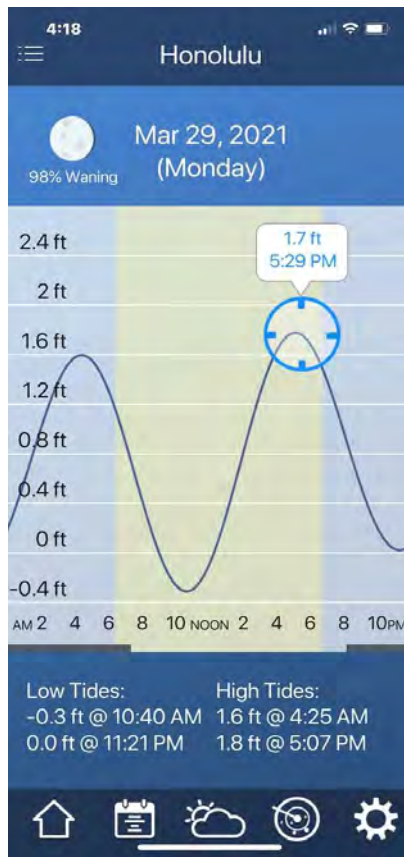 4:18
Honolulu
Mar 29, 2021
(Monday)
98% Waning
1.7 ft
5:29 PM
2.4 ft
2 ft
1.6 ft
1.2 ft
0.8 ft
0.4 ft
0 ft
-0.4 ft
AM 2 4 6 8 10 NOON 2 4 6 8 10PM
Low Tides: High Tides:
-0.3 ft @ 10:40 AM 1.6 ft @ 4:25 AM
0.0 ft @ 11:21 PM 1.8 ft @ 5:07 PM